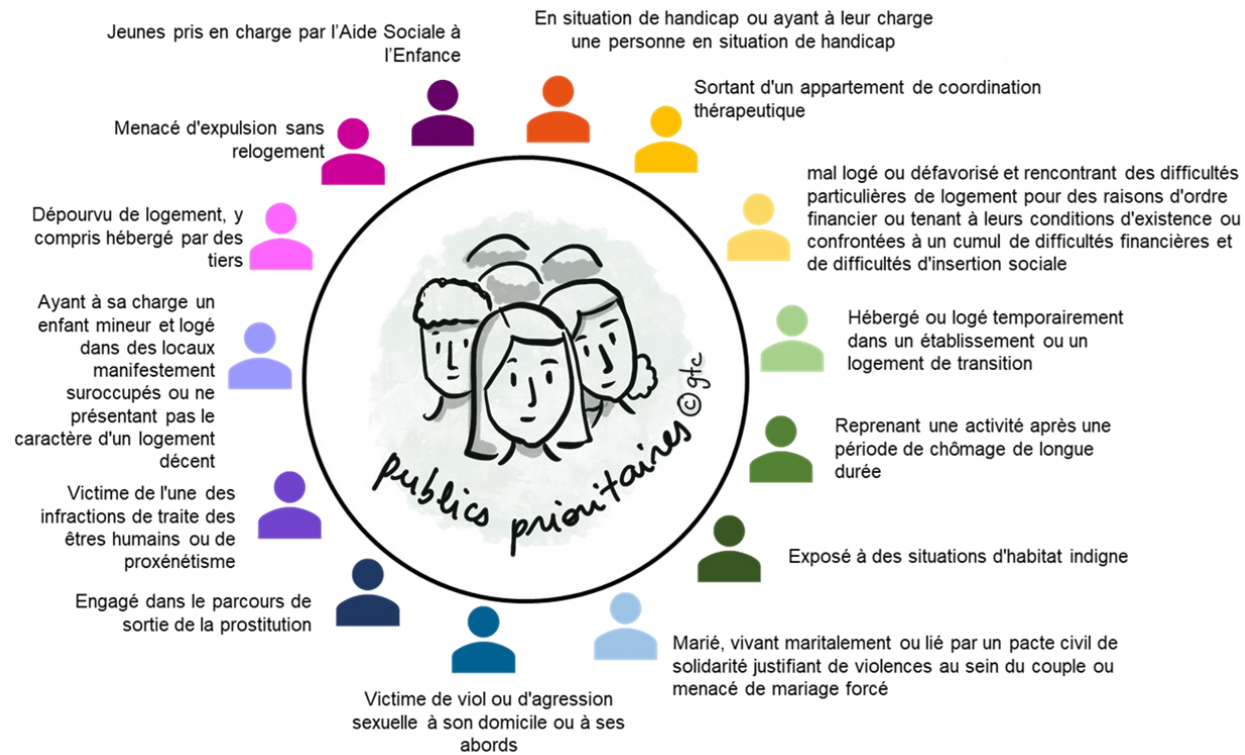 En situation de handicap ou ayant à leur charge
une personne en situation de handicap
Sortant d'un appartement de coordination
thérapeutique
mal logé ou défavorisé et rencontrant des difficultés
particulières de logement pour des raisons d'ordre
financier ou tenant à leurs conditions d'existence ou
confrontées à un cumul de difficultés financières et
de difficultés d'insertion sociale
Hébergé ou logé temporairement
dans un établissement ou un
logement de transition
Reprenant une activité après une
période de chômage de longue
durée
Exposé à des situations d'habitat indigne
Marié, vivant maritalement ou lié par un pacte civil de
solidarité justifiant de violences au sein du couple ou
menacé de mariage forcé
Victime de viol ou d'agression
sexuelle à son domicile ou à ses
abords
Engagé dans le parcours de
sortie de la prostitution
Victime de l'une des
infractions de traite des
êtres humains ou de
proxénétisme
Ayant à sa charge un
enfant mineur et logé
dans des locaux
manifestement
suroccupés ou ne
présentant pas le
caractère d'un logement
décent
Dépourvu de logement, y
compris hébergé par des
tiers
Menacé d'expulsion sans
relogement
Jeunes pris en charge par l'Aide Sociale à
l'Enfance
publics prioritaires © gtc